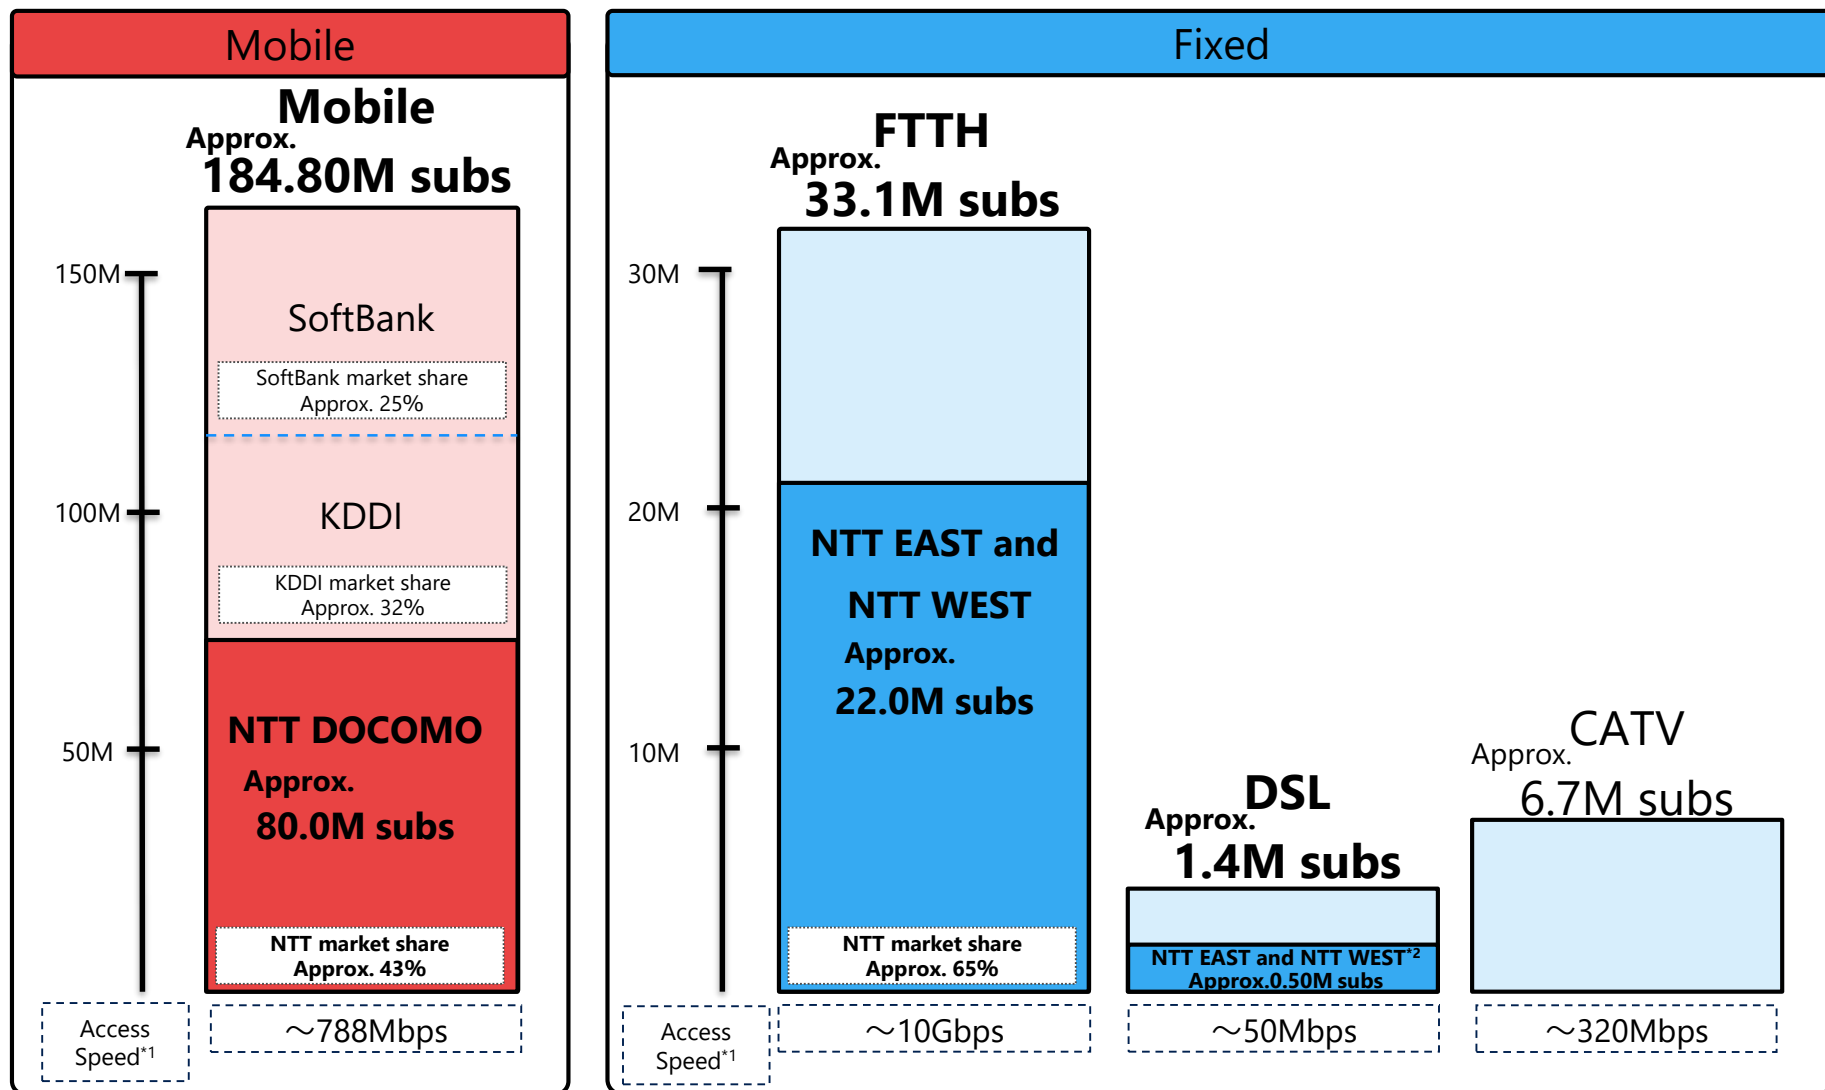 Mobile
Mobile
Approx.
184.80M subs
150M
100M
50M
SoftBank
SoftBank market share
Approx. 25%
KDDI
KDDI market share
Approx. 32%
NTT DOCOMO
Approx.
80.0M subs
NTT market share
Approx. 43%
Access
Speed*1
～788Mbps
Fixed
FTTH
Approx.
33.1M subs
30M
20M
10M
NTT EAST and
NTT WEST
Approx.
22.0M subs
NTT market share
Approx. 65%
DSL
Approx.
1.4M subs
NTT EAST and NTT WEST*2
Approx.0.50M subs
CATV
Approx.
6.7M subs
Access
Speed*1
～10Gbps
～50Mbps
～320Mbps